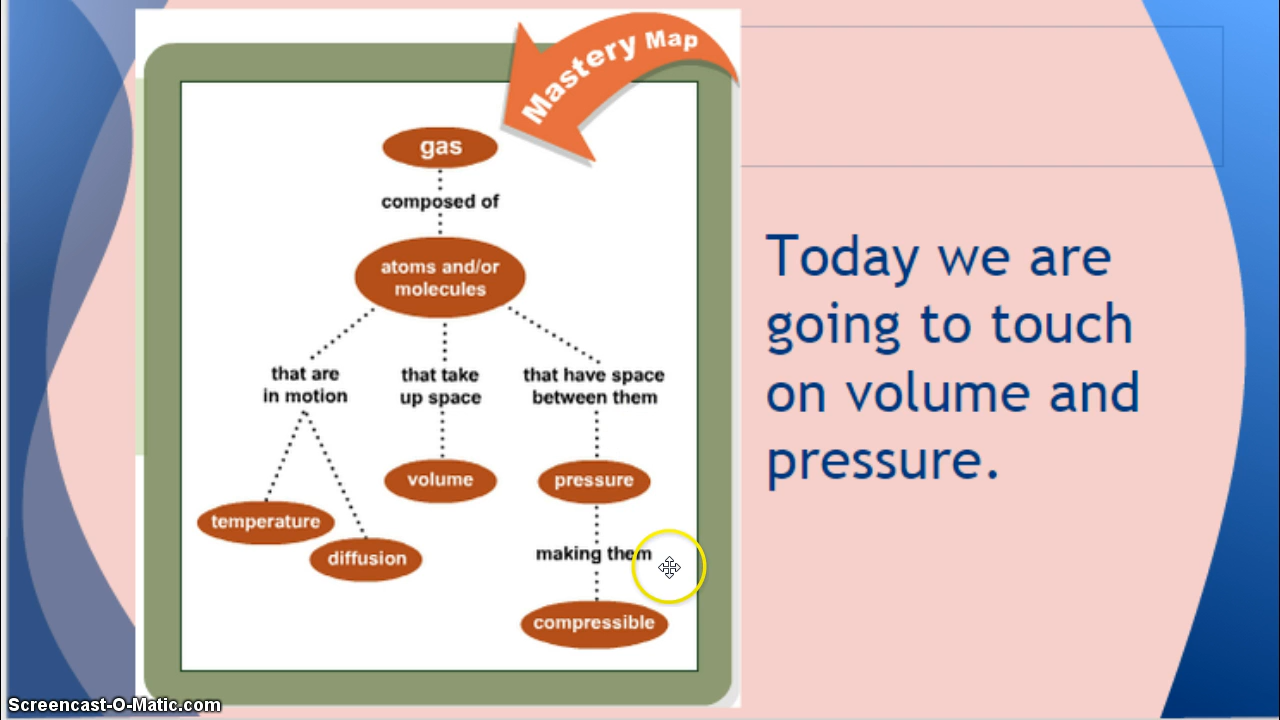 Mastery Map
gas
composed of
atoms and/or
molecules
that are
in motion
that take
up space
that have space
between them
volume
pressure
temperature
diffusion
making them
compressible
Today we are
going to touch
on volume and
pressure.
Screencast-O-Matic.com